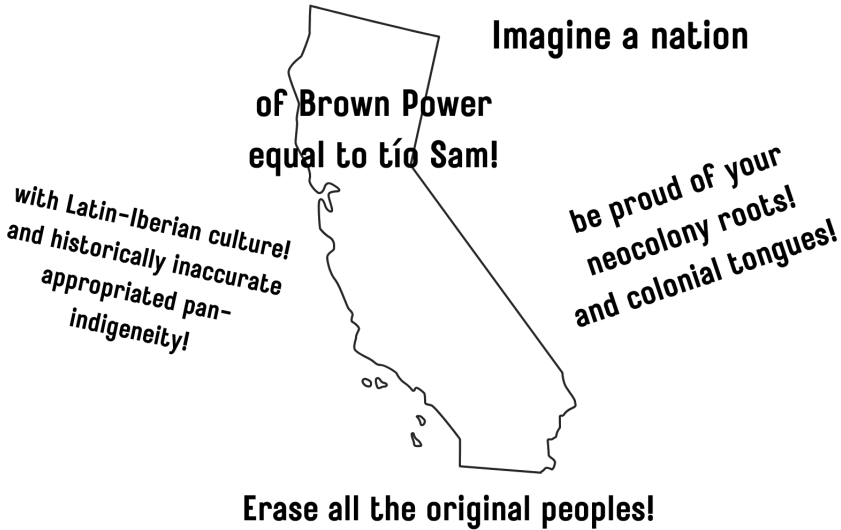 Imagine a nation
of Brown Power
equal to tío Sam!
with Latin-Iberian culture!
and historically inaccurate
appropriated pan-
indigeneity!
be proud of your
neocolony roots!
and colonial tongues!
Erase all the original peoples!